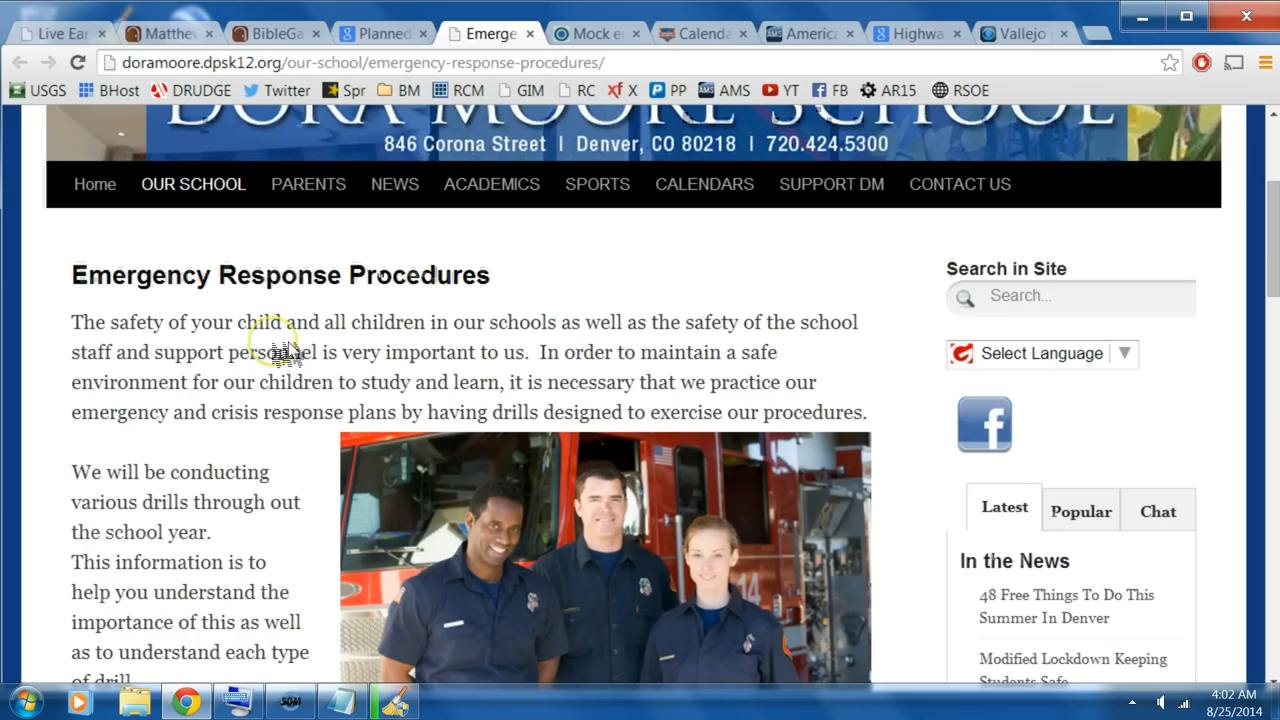 Live Ear
Matthew
BibleGa
Planned
Emerge
Mock e
Calenda
America
Highwa
Vallejo
doramoore.dpsk12.org/our-school/emergency-response-procedures/
USGS BHost DRUDGE Twitter Spr BM RCM GIM RC X PP AMS YT FB AR15 RSOE
DORA MOORE SCHOOL
846 Corona Street | Denver, CO 80218 | 720.424.5300
Home OUR SCHOOL PARENTS NEWS ACADEMICS SPORTS CALENDARS SUPPORT DM CONTACT US
Emergency Response Procedures
The safety of your child and all children in our schools as well as the safety of the school
staff and support personnel is very important to us. In order to maintain a safe
environment for our children to study and learn, it is necessary that we practice our
emergency and crisis response plans by having drills designed to exercise our procedures.
We will be conducting
various drills through out
the school year.
This information is to
help you understand the
importance of this as well
as to understand each type
of drill
14
Search in Site
Search...
Select Language
Latest Popular Chat
In the News
48 Free Things To Do This
Summer In Denver
Modified Lockdown Keeping
Students Safe
SDM
4:02 AM
8/25/2014